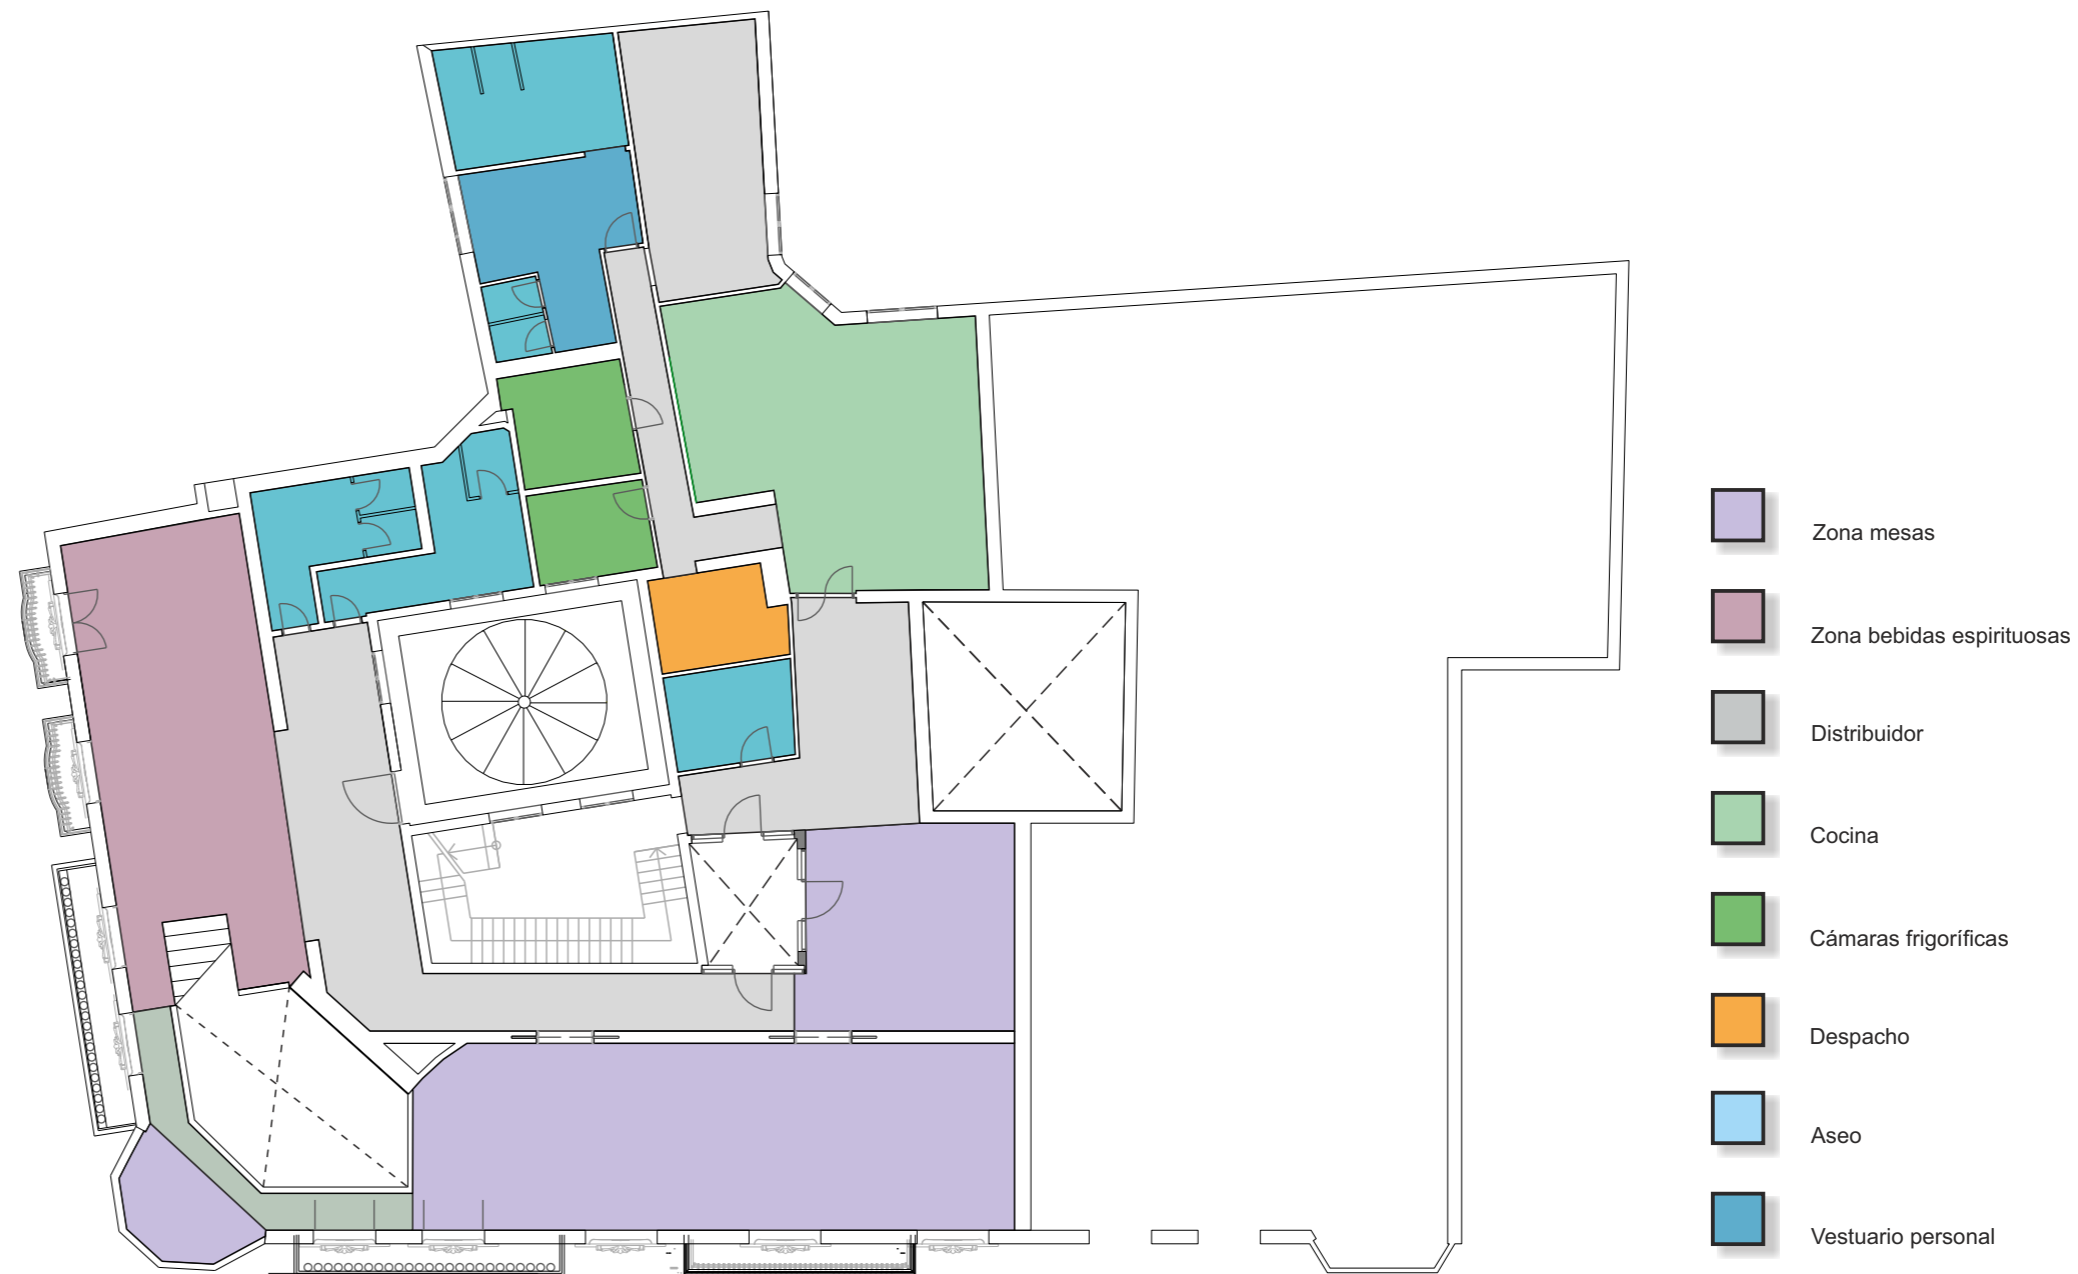 Zona mesas
Zona bebidas espirituosas
Distribuidor
Cocina
Cámaras frigoríficas
Despacho
Aseo
Vestuario personal